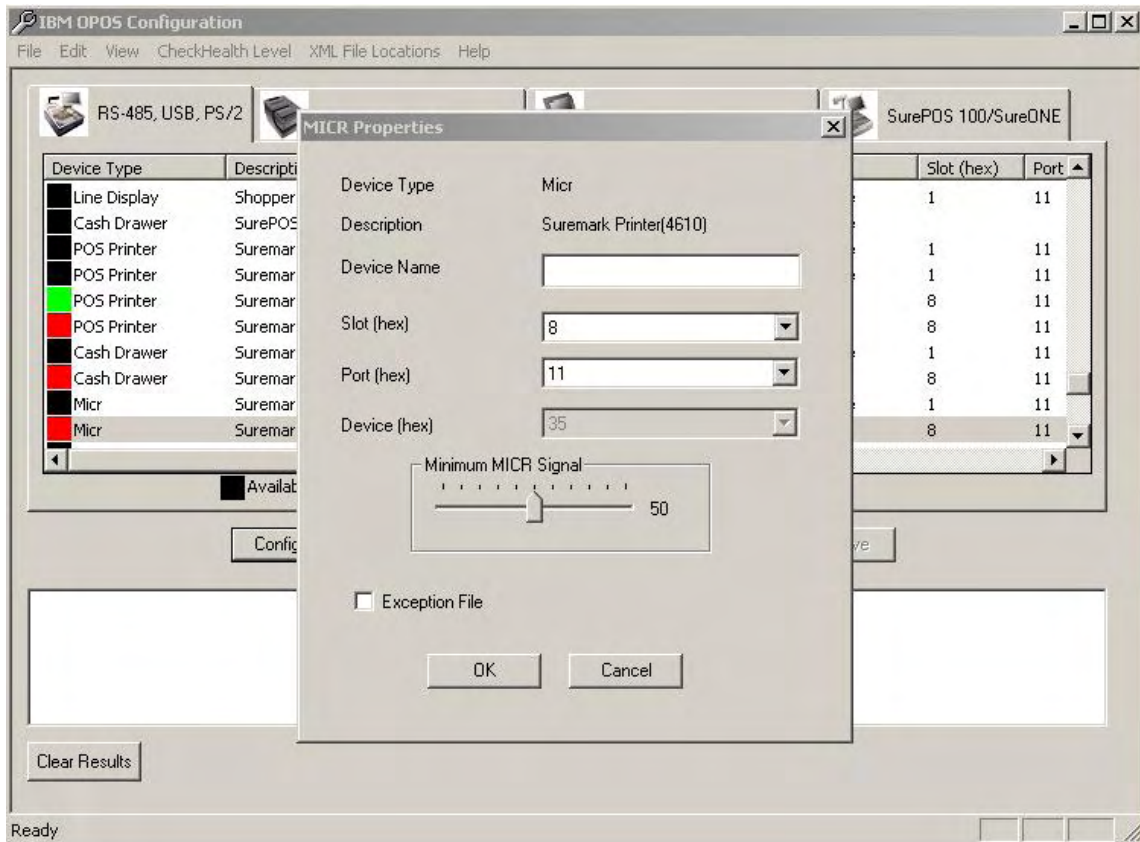 IBM OPOS Configuration
File Edit View CheckHealth Level XML File Locations Help
RS-485, USB, PS/2
SurePOS 100/SureONE
MICR Properties
Device Type Descripti Slot (hex) Port
Line Display Shopper 1 11
Cash Drawer SurePOS
POS Printer Suremar 1 11
POS Printer Suremar 1 11
POS Printer Suremar 8 11
POS Printer Suremar 8 11
Cash Drawer Suremar 1 11
Cash Drawer Suremar 8 11
Micr Suremar 1 11
Micr Suremar 8 11
Availab
Config
ve
Device Type Micr
Description Suremark Printer(4610)
Device Name
Slot (hex) 8
Port (hex) 11
Device (hex) 35
Minimum MICR Signal
50
Exception File
OK Cancel
Clear Results
Ready